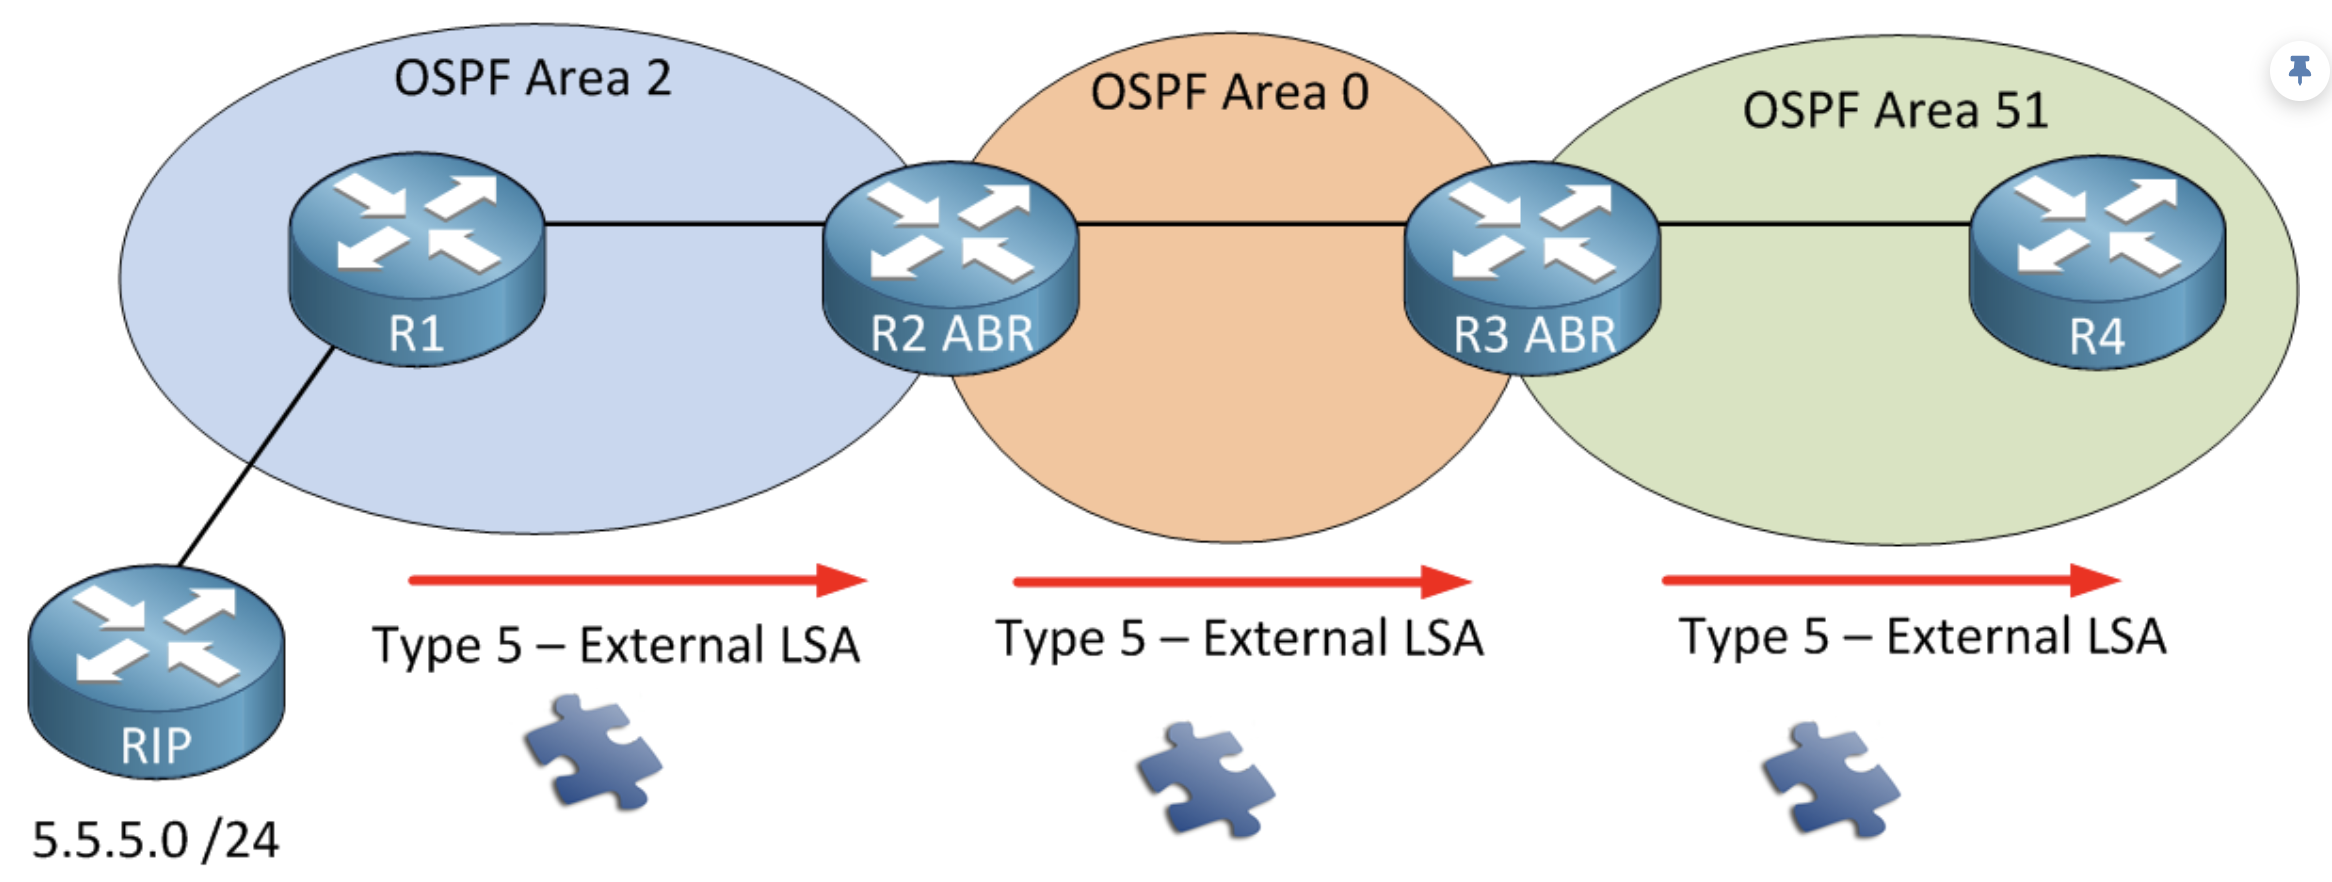 OSPF Area 2
OSPF Area 0
OSPF Area 51
R1
R2 ABR
R3 ABR
R4
Type 5 – External LSA
Type 5 – External LSA
Type 5 – External LSA
RIP
5.5.5.0 /24